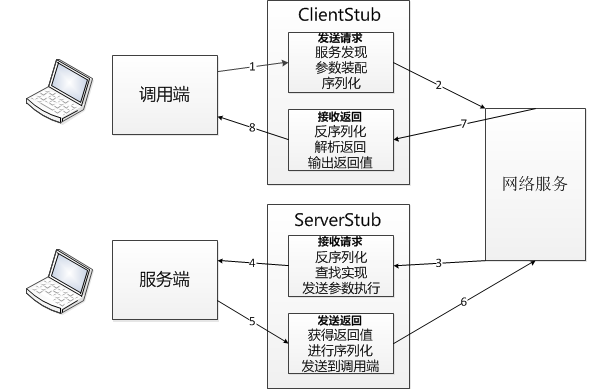 ClientStub
发送请求
服务发现
参数装配
序列化
调用端
1
2
接收返回
反序列化
解析返回
输出返回值
8
7
网络服务
ServerStub
接收请求
反序列化
查找实现
发送参数执行
4
3
服务端
5
6
发送返回
获得返回值
进行序列化
发送到调用端